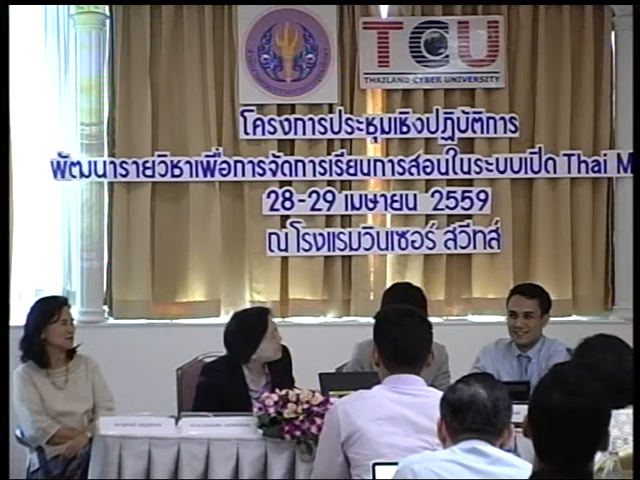 TCU
THAILAND CYBER UNIVERSITY
โครงการประชุมเชิงปฏิบัติการ
พัฒนารายวิชาเพื่อการจัดการเรียนการสอนในระบบเปิด Thai M
28-29 เมษายน 2559
ณ โรงแรมวินเซอร์ สวีทส์